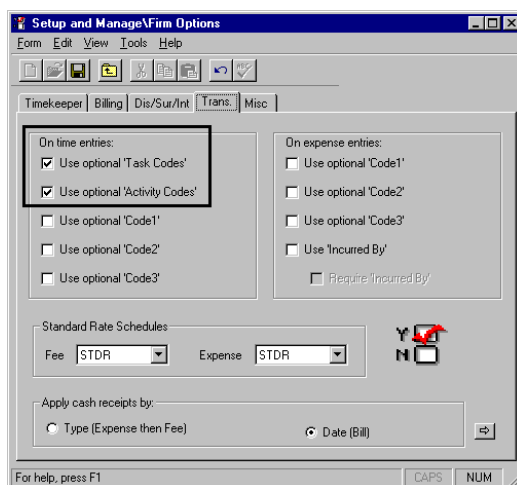 Setup and Manage\Firm Options
Form Edit View Tools Help
Timekeeper Billing Dis/Sur/Int Trans. Misc
On time entries:
Use optional 'Task Codes'
Use optional 'Activity Codes'
Use optional 'Code1'
Use optional 'Code2'
Use optional 'Code3'
On expense entries:
Use optional 'Code1'
Use optional 'Code2'
Use optional 'Code3'
Use 'Incurred By'
Require 'Incurred By'
Standard Rate Schedules
Fee STDR Expense STDR
Y
N
Apply cash receipts by:
Type (Expense then Fee) Date (Bill)
For help, press F1 CAPS NUM